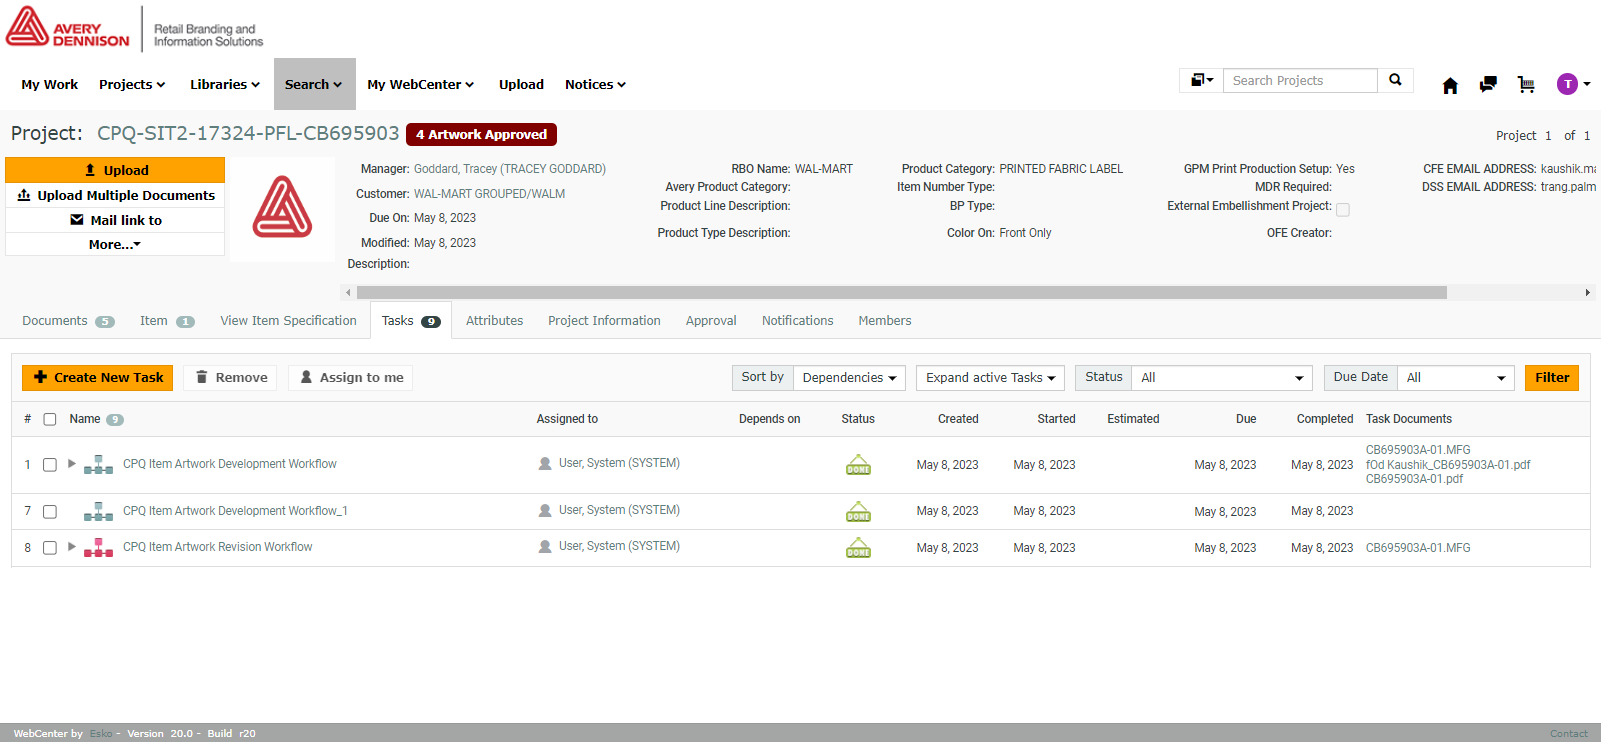 AVERY DENNISON
Retail Branding and Information Solutions
My Work Projects Libraries Search My WebCenter Upload Notices
Search Projects
T
Project: CPQ-SIT2-17324-PFL-CB695903 4 Artwork Approved
Project 1 of 1
Upload
Upload Multiple Documents
Mail link to
More...
Manager: Goddard, Tracey (TRACEY GODDARD)
Customer: WAL-MART GROUPED/WALM
Due On: May 8, 2023
Modified: May 8, 2023
Description:
RBO Name: WAL-MART
Avery Product Category:
Product Line Description:
Product Type Description:
Product Category: PRINTED FABRIC LABEL
Item Number Type:
BP Type:
Color On: Front Only
GPM Print Production Setup: Yes
MDR Required:
External Embellishment Project:
OFE Creator:
CFE EMAIL ADDRESS: kaushik.ma
DSS EMAIL ADDRESS: trang.palm
Documents 5 Item 1 View Item Specification Tasks 9 Attributes Project Information Approval Notifications Members
Create New Task Remove Assign to me Sort by Dependencies Expand active Tasks Status All Due Date All Filter
# Name 9 Assigned to Depends on Status Created Started Estimated Due Completed Task Documents
1 CPQ Item Artwork Development Workflow User, System (SYSTEM) DONE May 8, 2023 May 8, 2023 May 8, 2023 May 8, 2023 CB695903A-01.MFG
fOd Kaushik_CB695903A-01.pdf
CB695903A-01.pdf
7 CPQ Item Artwork Development Workflow_1 User, System (SYSTEM) DONE May 8, 2023 May 8, 2023 May 8, 2023 May 8, 2023
8 CPQ Item Artwork Revision Workflow User, System (SYSTEM) DONE May 8, 2023 May 8, 2023 May 8, 2023 May 8, 2023 CB695903A-01.MFG
WebCenter by Esko - Version 20.0 - Build r20
Contact